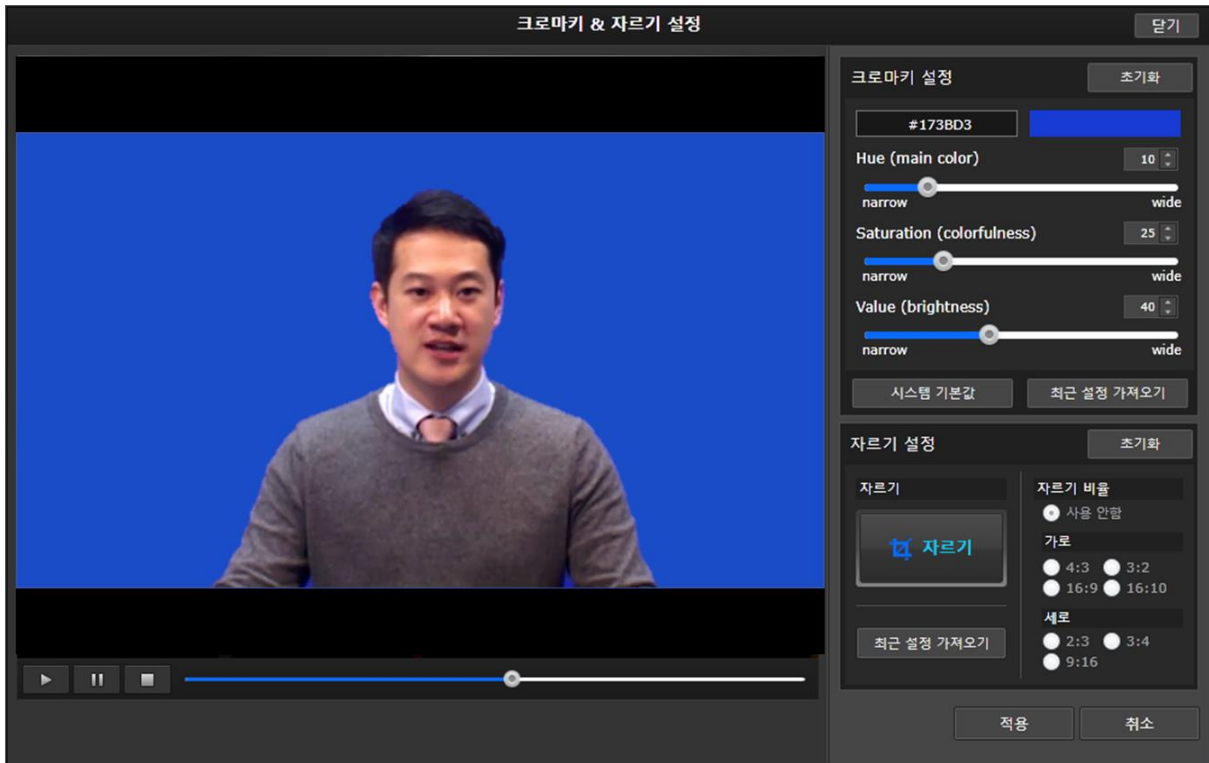 크로마키 & 자르기 설정
닫기
크로마키 설정
초기화
#173BD3
Hue (main color)
10
narrow
wide
Saturation (colorfulness)
25
narrow
wide
Value (brightness)
40
narrow
wide
시스템 기본값
최근 설정 가져오기
자르기 설정
초기화
자르기
자르기
최근 설정 가져오기
자르기 비율
사용 안함
가로
4:3 3:2
16:9 16:10
세로
2:3 3:4
9:16
적용
취소